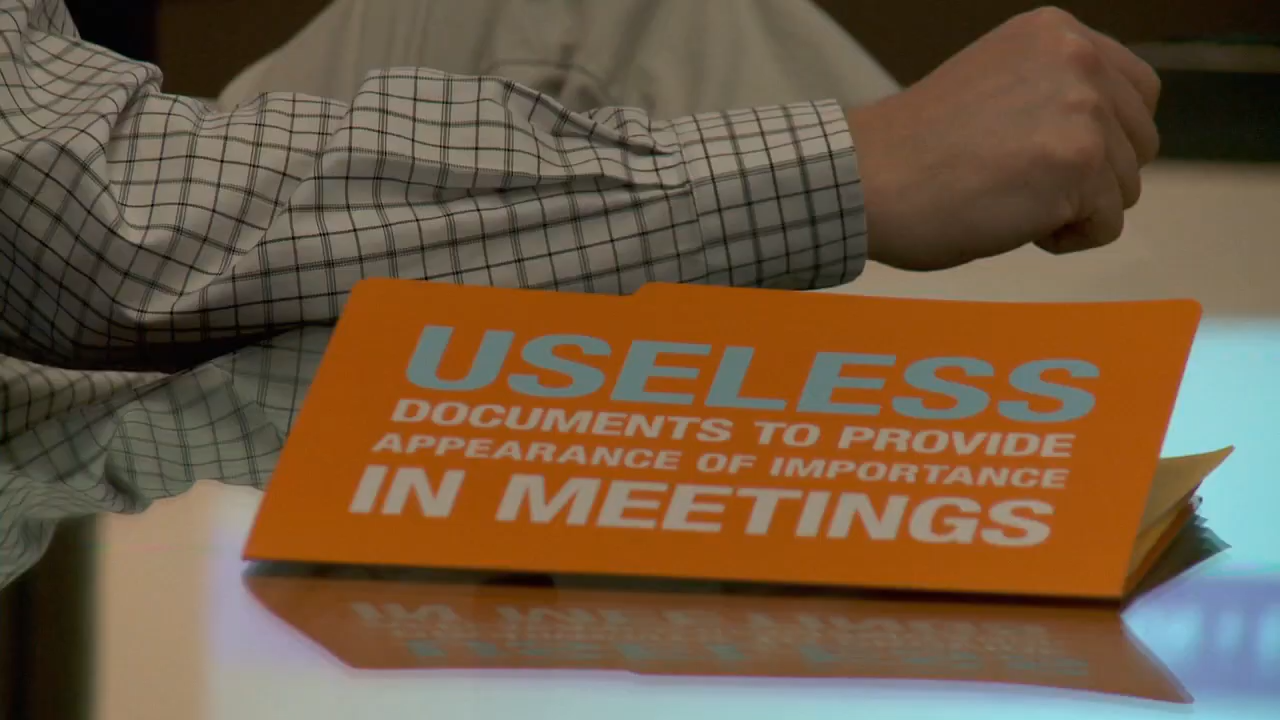 USELESS
DOCUMENTS TO PROVIDE
APPEARANCE OF IMPORTANCE
IN MEETINGS